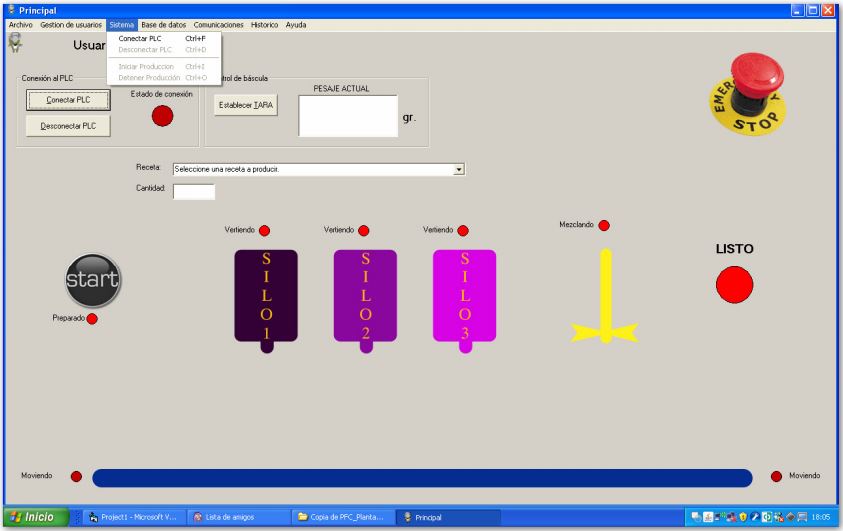 Principal
Archivo Gestion de usuarios Sistema Base de datos Comunicaciones Historico Ayuda
Usuar
Conectar PLC Ctrl+P
Desconectar PLC Ctrl+D
Iniciar Produccion Ctrl+I
Detener Producción Ctrl+O
Conexión al PLC
trol de báscula
Conectar PLC
Estado de conexión
Desconectar PLC
Establecer TARA
PESAJE ACTUAL
gr.
EMERGENCY
STOP
Receta: Seleccione una receta a producir.
Cantidad:
Vertiendo Vertiendo Vertiendo Mezclando
SILO1
SILO2
SILO3
LISTO
start
Preparado
Moviendo Moviendo
Inicio Project1 - Microsoft V... Lista de amigos Copia de PFC_Planta... Principal 18:05